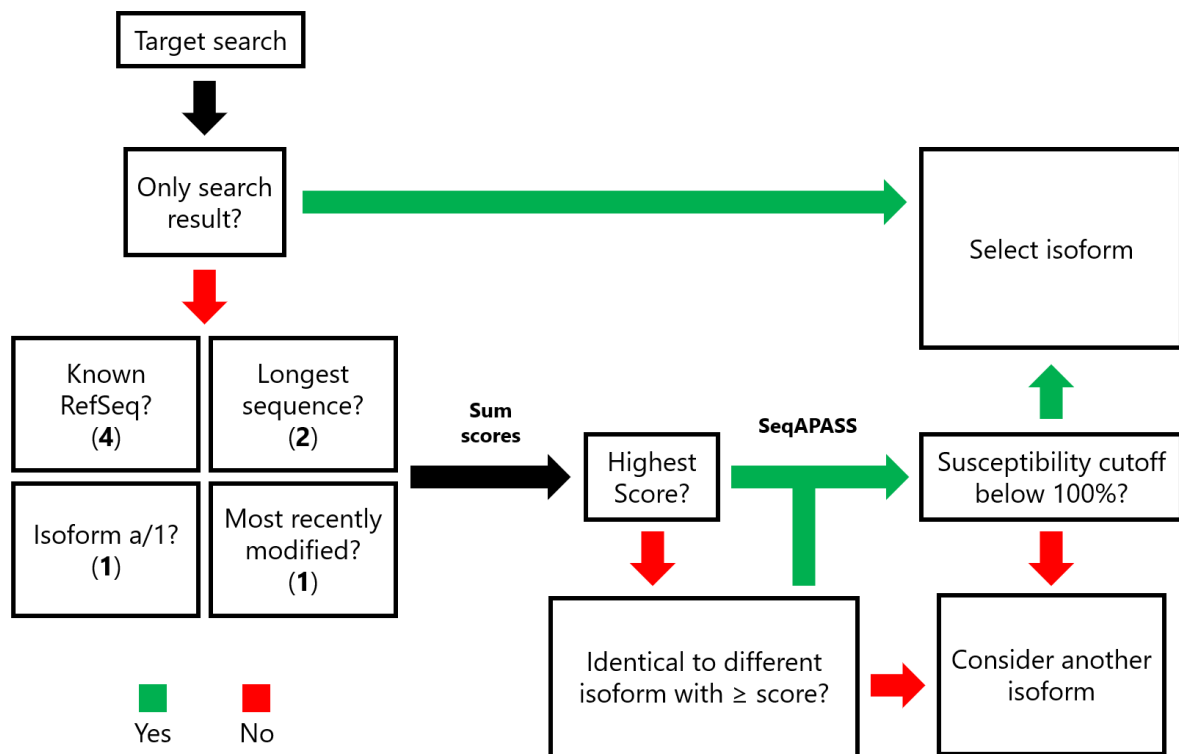 Target search
Only search
result?
Select isoform
Known
RefSeq?
(4)
Longest
sequence?
(2)
Isoform a/1?
(1)
Most recently
modified?
(1)
Sum
scores
Highest
Score?
SeqAPASS
Susceptibility cutoff
below 100%?
Identical to different
isoform with ≥ score?
Consider another
isoform
Yes
No